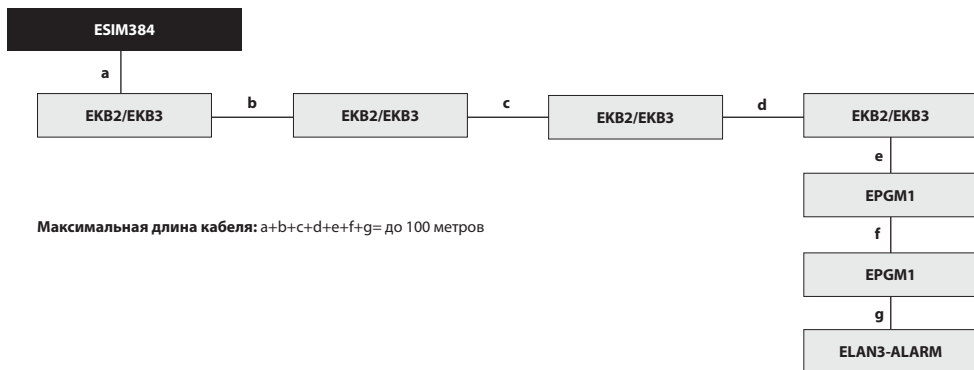 ESIM384
a
EKB2/EKB3
b
EKB2/EKB3
c
EKB2/EKB3
d
EKB2/EKB3
e
EPGM1
f
EPGM1
g
ELAN3-ALARM
Максимальная длина кабеля: a+b+c+d+e+f+g= до 100 метров